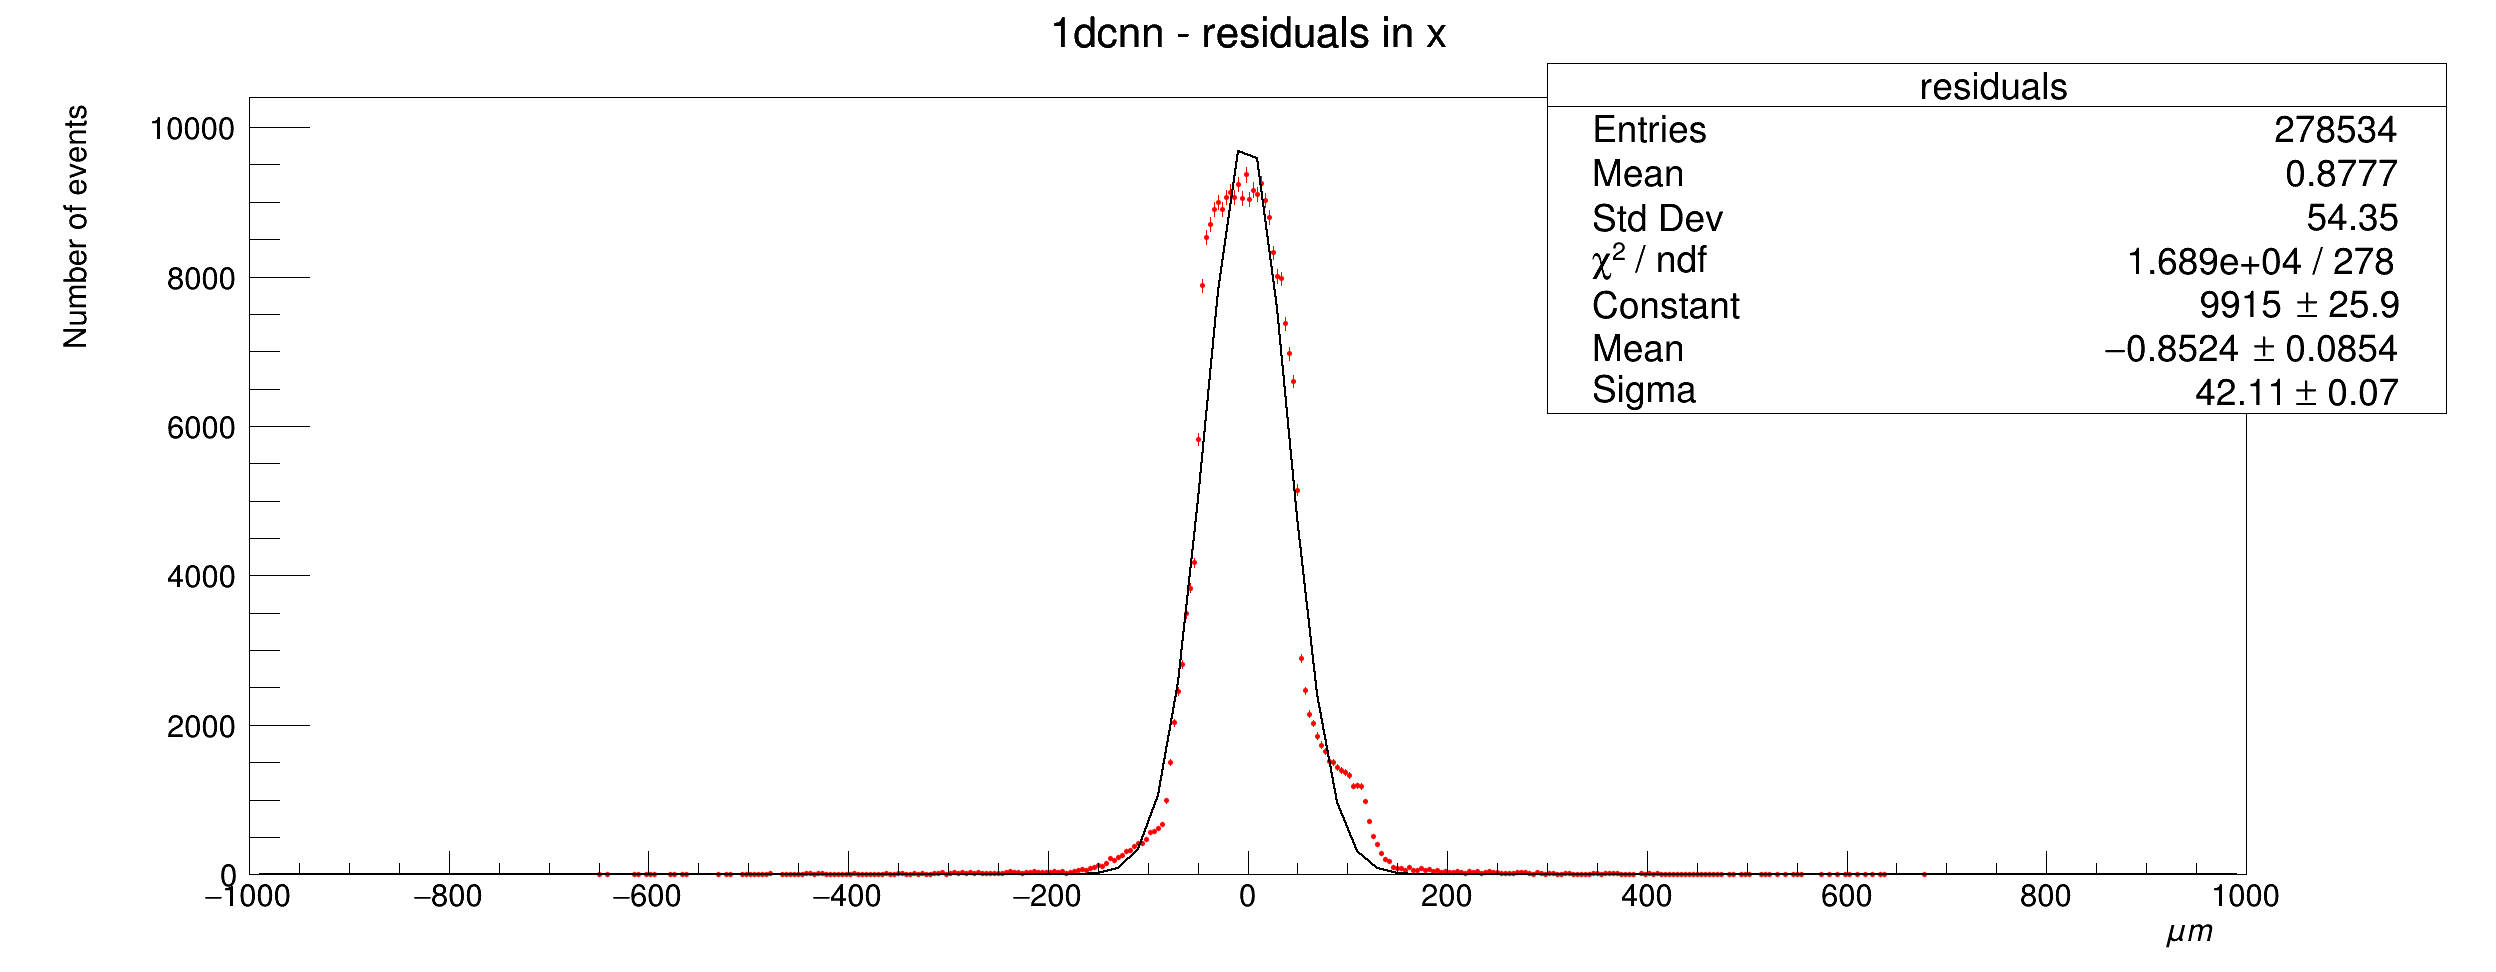 1dcnn - residuals in x
residuals
Entries 278534
Mean 0.8777
Std Dev 54.35
χ² / ndf 1.689e+04 / 278
Constant 9915 ± 25.9
Mean −0.8524 ± 0.0854
Sigma 42.11 ± 0.07
Number of events
10000
8000
6000
4000
2000
0
−1000 −800 −600 −400 −200 0 200 400 600 800 1000
μm